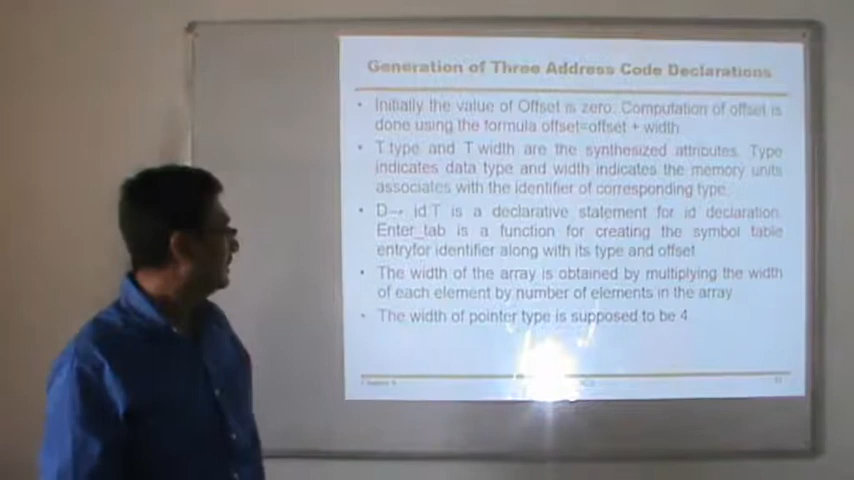 Generation of Three Address Code Declarations
• Initially the value of Offset is zero. Computation of offset is
done using the formula offset=offset + width
• T.type and T.width are the synthesized attributes. Type
indicates data type and width indicates the memory units
associates with the identifier of corresponding type.
• D→ id:T is a declarative statement for id declaration.
Enter_tab is a function for creating the symbol table
entryfor identifier along with its type and offset
• The width of the array is obtained by multiplying the width
of each element by number of elements in the array
• The width of pointer type is supposed to be 4